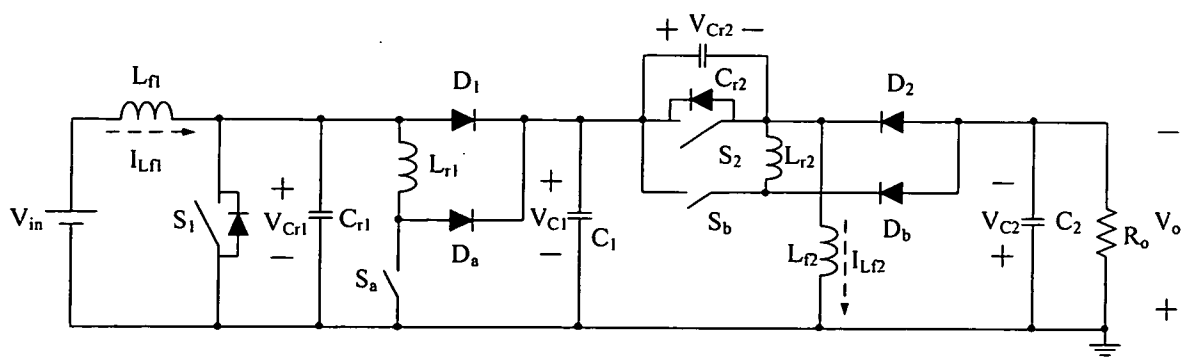 + V_Cr2 −
L_f1
D_1
C_r2
D_2
I_Lf1
L_r1
S_2
L_r2
V_in
S_1
+
V_Cr1
−
C_r1
D_a
S_a
+
V_C1
−
C_1
S_b
D_b
L_f2
I_Lf2
−
V_C2
+
C_2
R_o
−
V_o
+